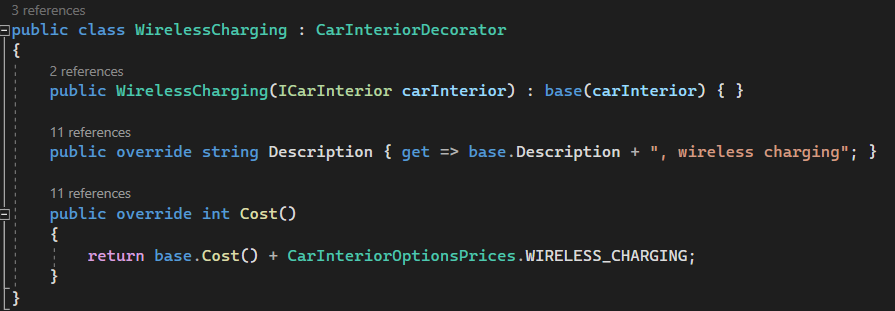 3 references
public class WirelessCharging : CarInteriorDecorator
{
2 references
public WirelessCharging(ICarInterior carInterior) : base(carInterior) { }
11 references
public override string Description { get => base.Description + ", wireless charging"; }
11 references
public override int Cost()
{
return base.Cost() + CarInteriorOptionsPrices.WIRELESS_CHARGING;
}
}